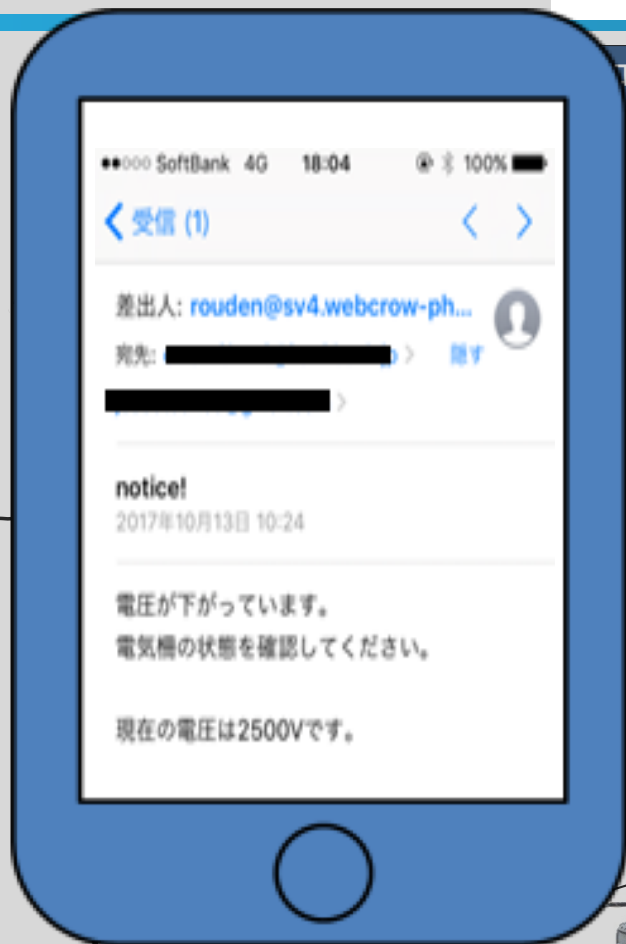 SoftBank 4G 18:04 100%
受信 (1)
差出人: rouden@sv4.webcrow-ph...
宛先: 隠す
notice!
2017年10月13日 10:24
電圧が下がっています。
電気柵の状態を確認してください。
現在の電圧は2500Vです。